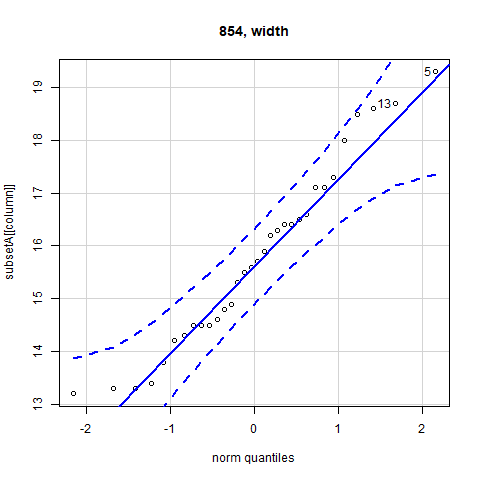 854, width
subsetA[[column]]
19
18
17
16
15
14
13
5
13
-2 -1 0 1 2
norm quantiles